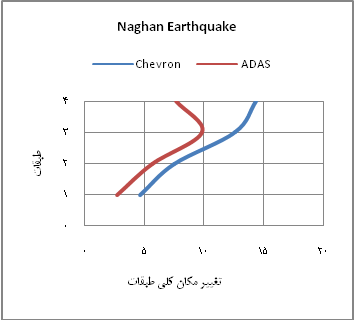 Naghan Earthquake
Chevron
ADAS
۴
۳
۲
۱
۰
طبقات
۰ ۵ ۱۰ ۱۵ ۲۰
تغییر مکان کلی طبقات